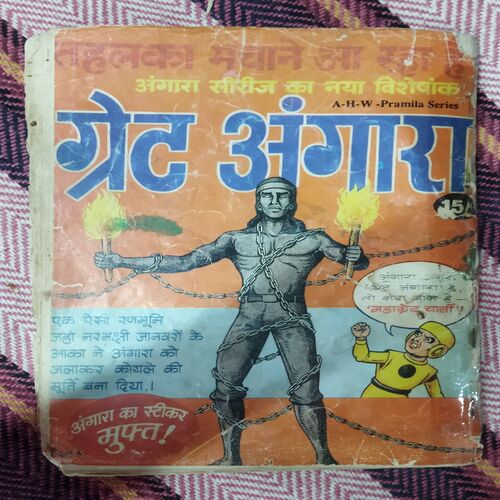 तहलका मचाने आ रहा है
अंगारा सीरीज का नया विशेषांक
A-H-W-Pramila Series
ग्रेट अंगारा
15/
अंगारा
ग्रेट अंगारा है
तो मेरा नाम है
'महाग्रेट चार्ली'!
एक ऐसी रणभूमि
जहां नरभक्षी जानवरों के
आका ने अंगारा को
जलाकर कोयले की
मूर्ति बना दिया.!
अंगारा का स्टीकर
मुफ्त!